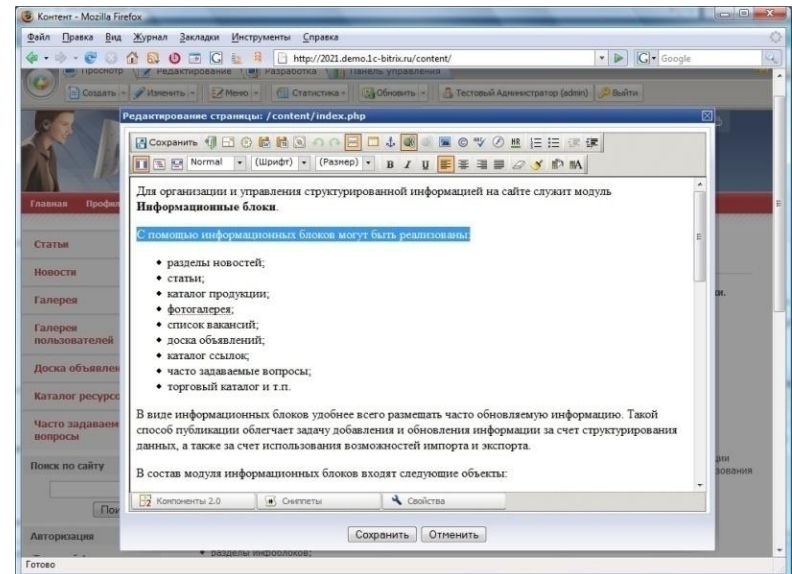 Контент - Mozilla Firefox
Файл Правка Вид Журнал Закладки Инструменты Справка
http://2021.demo.1c-bitrix.ru/content/
Google
Просмотр Редактирование Разработка Панель управления
Создать Изменить Меню Статистика Обновить Тестовый Администратор (admin) Выйти
Редактирование страницы: /content/index.php
Сохранить
Normal (Шрифт) (Размер) B I U
Для организации и управления структурированной информацией на сайте служит модуль
Информационные блоки.
С помощью информационных блоков могут быть реализованы:
разделы новостей;
статьи;
каталог продукции;
фотогалерея;
список вакансий;
доска объявлений;
каталог ссылок;
часто задаваемые вопросы;
торговый каталог и т.п.
В виде информационных блоков удобнее всего размещать часто обновляемую информацию. Такой
способ публикации облегчает задачу добавления и обновления информации за счет структурирования
данных, а также за счет использования возможностей импорта и экспорта.
В состав модуля информационных блоков входят следующие объекты:
Компоненты 2.0 Сниппеты Свойства
Сохранить Отменить
Главная Профил
Статьи
Новости
Галерея
Галерея
пользователей
Доска объявлен
Каталог ресурсо
Часто задаваем
вопросы
Поиск по сайту
Пои
Авторизация
разделы инфоблоков;
Готово